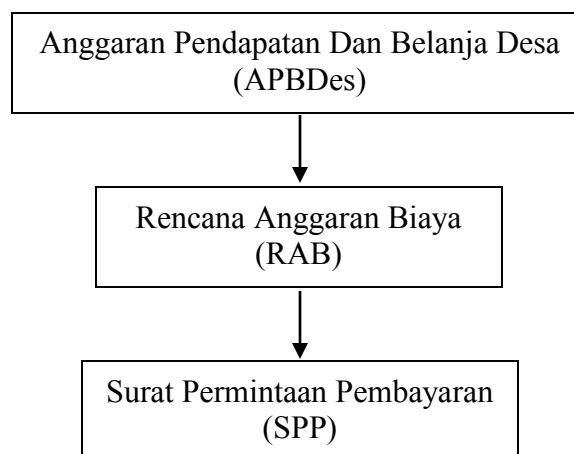 Anggaran Pendapatan Dan Belanja Desa
(APBDes)
Rencana Anggaran Biaya
(RAB)
Surat Permintaan Pembayaran
(SPP)